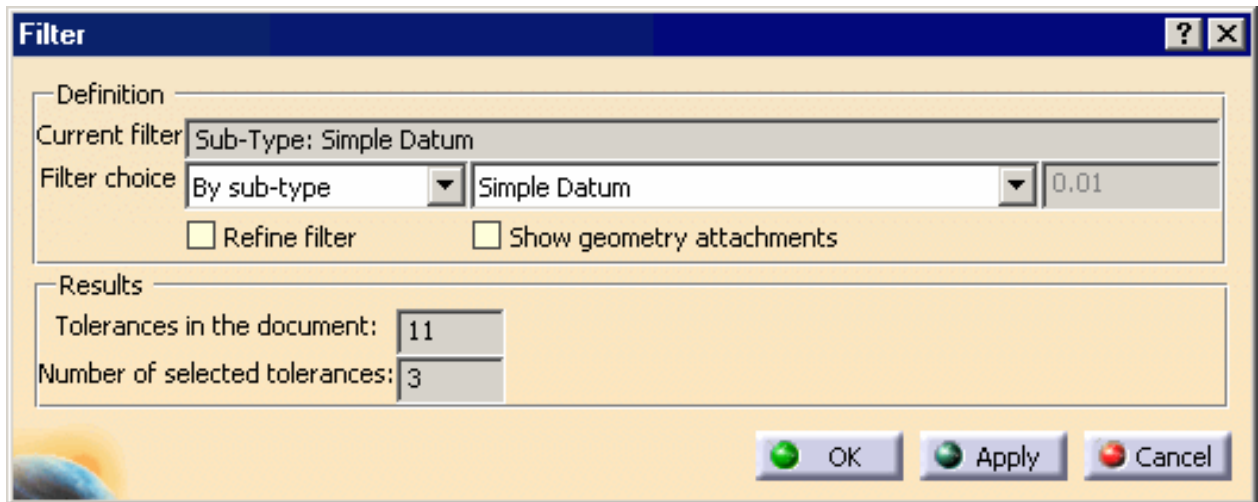 Filter
?
Definition
Current filter Sub-Type: Simple Datum
Filter choice By sub-type Simple Datum 0.01
Refine filter Show geometry attachments
Results
Tolerances in the document: 11
Number of selected tolerances: 3
OK Apply Cancel